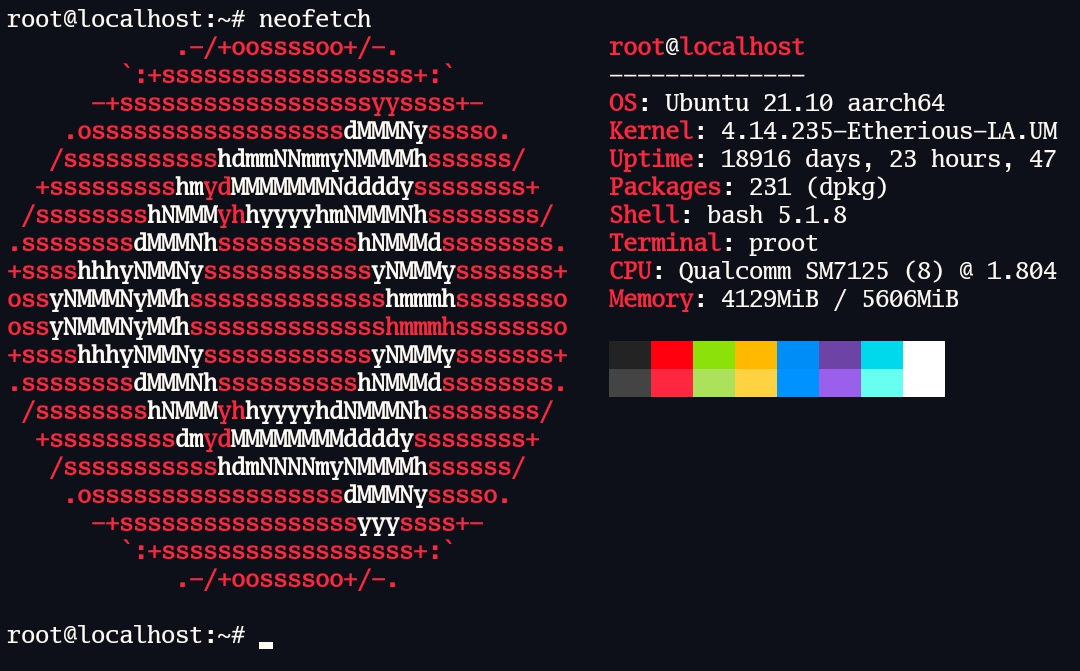 root@localhost:~# neofetch
            .-/+oossssoo+/-.               root@localhost
        `:+ssssssssssssssssss+:`           --------------
      -+ssssssssssssssssssyyssss+-         OS: Ubuntu 21.10 aarch64
    .ossssssssssssssssssdMMMNysssso.       Kernel: 4.14.235-Etherious-LA.UM
   /ssssssssssshdmmNNmmyNMMMMhssssss/      Uptime: 18916 days, 23 hours, 47
  +ssssssssshmydMMMMMMMNddddyssssssss+     Packages: 231 (dpkg)
 /sssssssshNMMMyhhyyyyhmNMMMNhssssssss/    Shell: bash 5.1.8
.ssssssssdMMMNhsssssssssshNMMMdssssssss.   Terminal: proot
+sssshhhyNMMNyssssssssssssyNMMMysssssss+   CPU: Qualcomm SM7125 (8) @ 1.804
ossyNMMMNyMMhsssssssssssssshmmmhssssssso   Memory: 4129MiB / 5606MiB
ossyNMMMNyMMhsssssssssssssshmmmhssssssso
+sssshhhyNMMNyssssssssssssyNMMMysssssss+
.ssssssssdMMMNhsssssssssshNMMMdssssssss.
 /sssssssshNMMMyhhyyyyhdNMMMNhssssssss/
  +sssssssssdmydMMMMMMMMddddyssssssss+
   /ssssssssssshdmNNNNmyNMMMMhssssss/
    .ossssssssssssssssssdMMMNysssso.
      -+sssssssssssssssssyyyssss+-
        `:+ssssssssssssssssss+:`
            .-/+oossssoo+/-.
root@localhost:~#